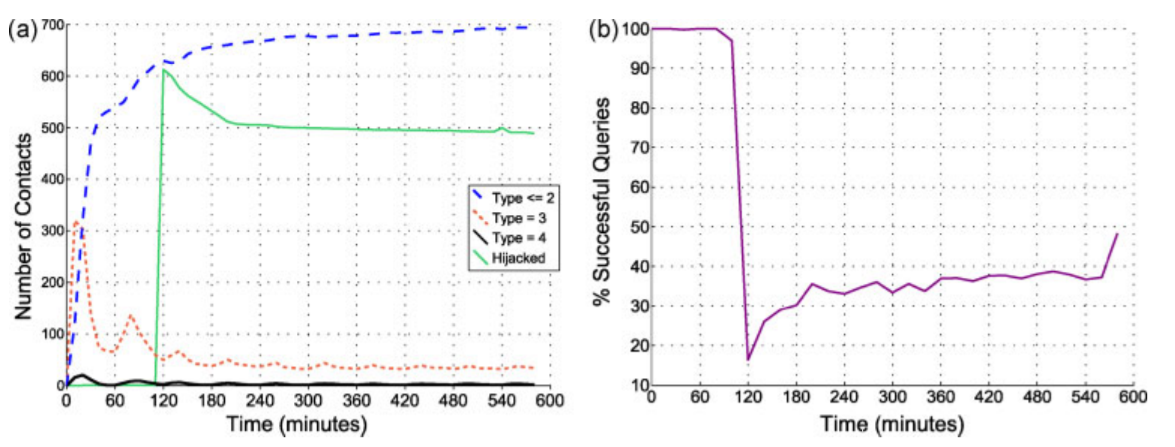 (a)
700
600
500
400
300
200
100
0
Number of Contacts
0 60 120 180 240 300 360 420 480 540 600
Time (minutes)
Type <= 2
Type = 3
Type = 4
Hijacked
(b)
100
90
80
70
60
50
40
30
20
10
% Successful Queries
0 60 120 180 240 300 360 420 480 540 600
Time (minutes)